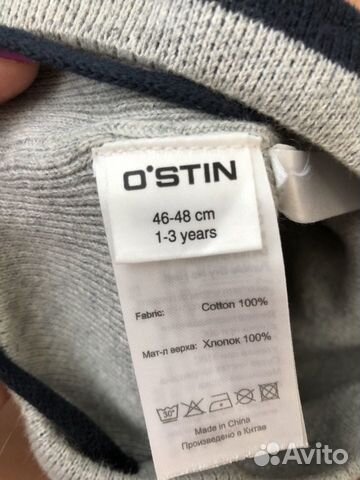 O'STIN
46-48 cm
1-3 years
Fabric: Cotton 100%
Мат-л верха: Хлопок 100%
30°
Made in China
Произведено в Китае
Avito